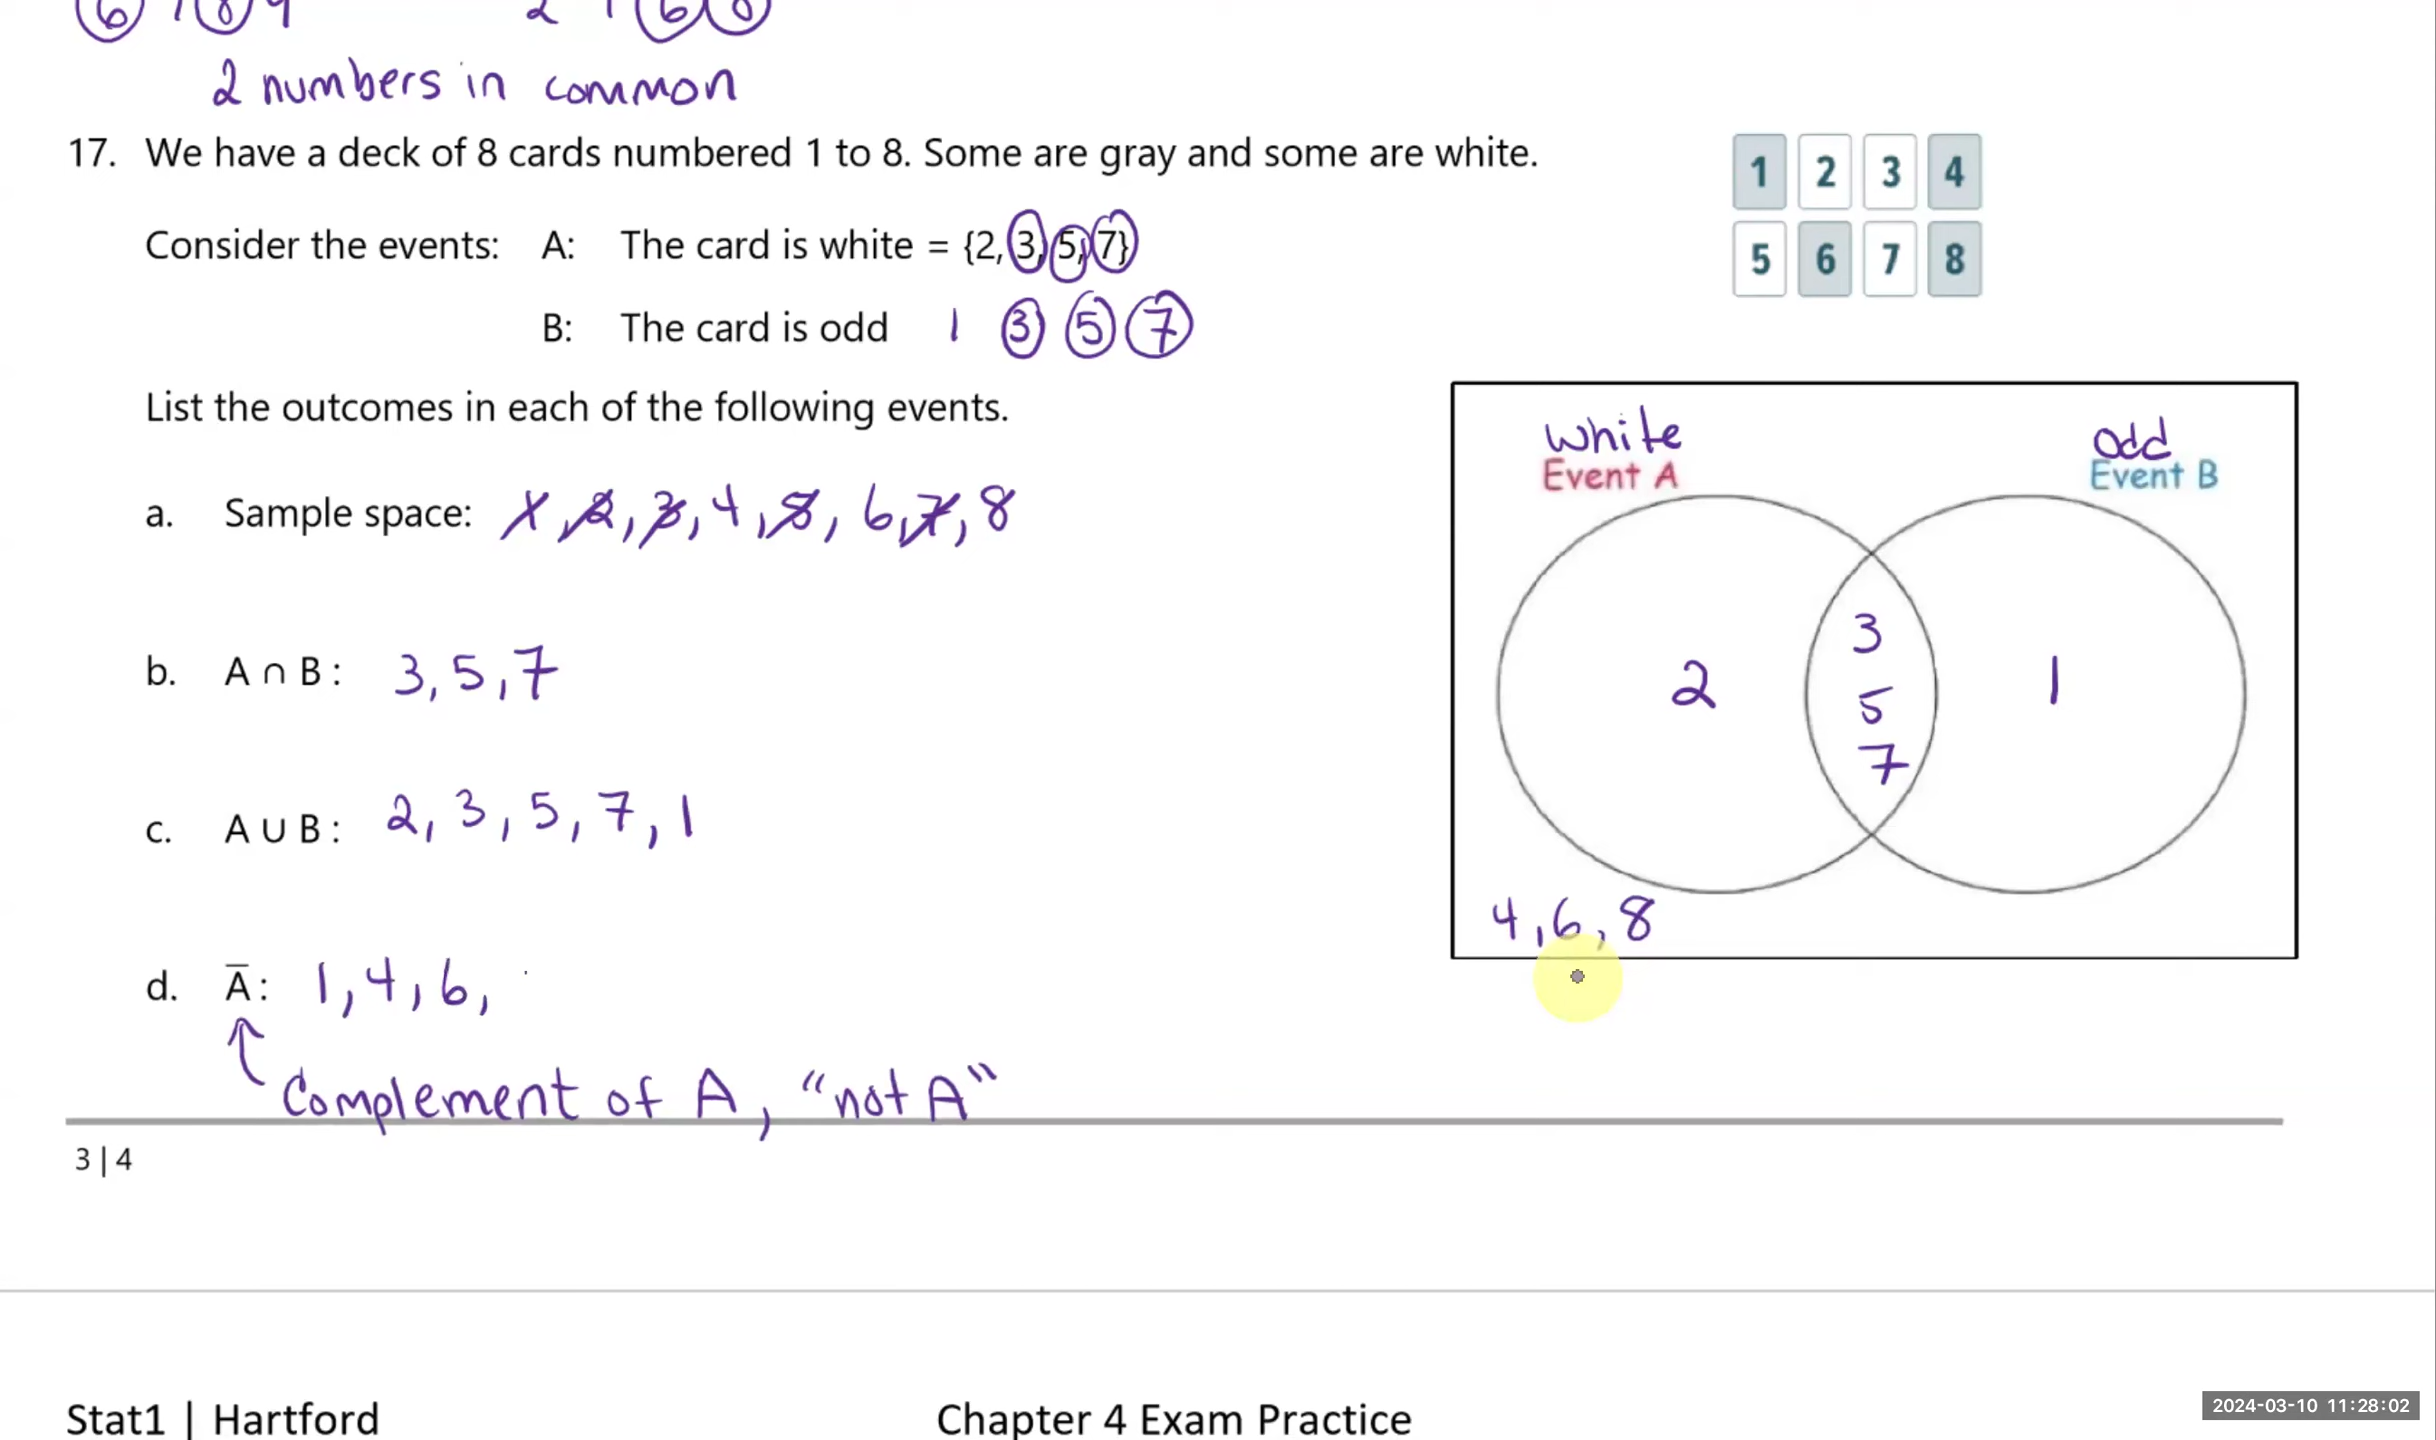 2 numbers in common
17. We have a deck of 8 cards numbered 1 to 8. Some are gray and some are white.
1 2 3 4
5 6 7 8
Consider the events: A: The card is white = {2, 3, 5, 7}
B: The card is odd 1 3 5 7
List the outcomes in each of the following events.
a. Sample space: 1, 2, 3, 4, 5, 6, 7, 8
b. A ∩ B: 3, 5, 7
c. A ∪ B: 2, 3, 5, 7, 1
d. A̅: 1, 4, 6,
Complement of A, "not A"
White
Event A
Odd
Event B
2
3
5
7
1
4, 6, 8
3 | 4
Stat1 | Hartford
Chapter 4 Exam Practice
2024-03-10 11:28:02